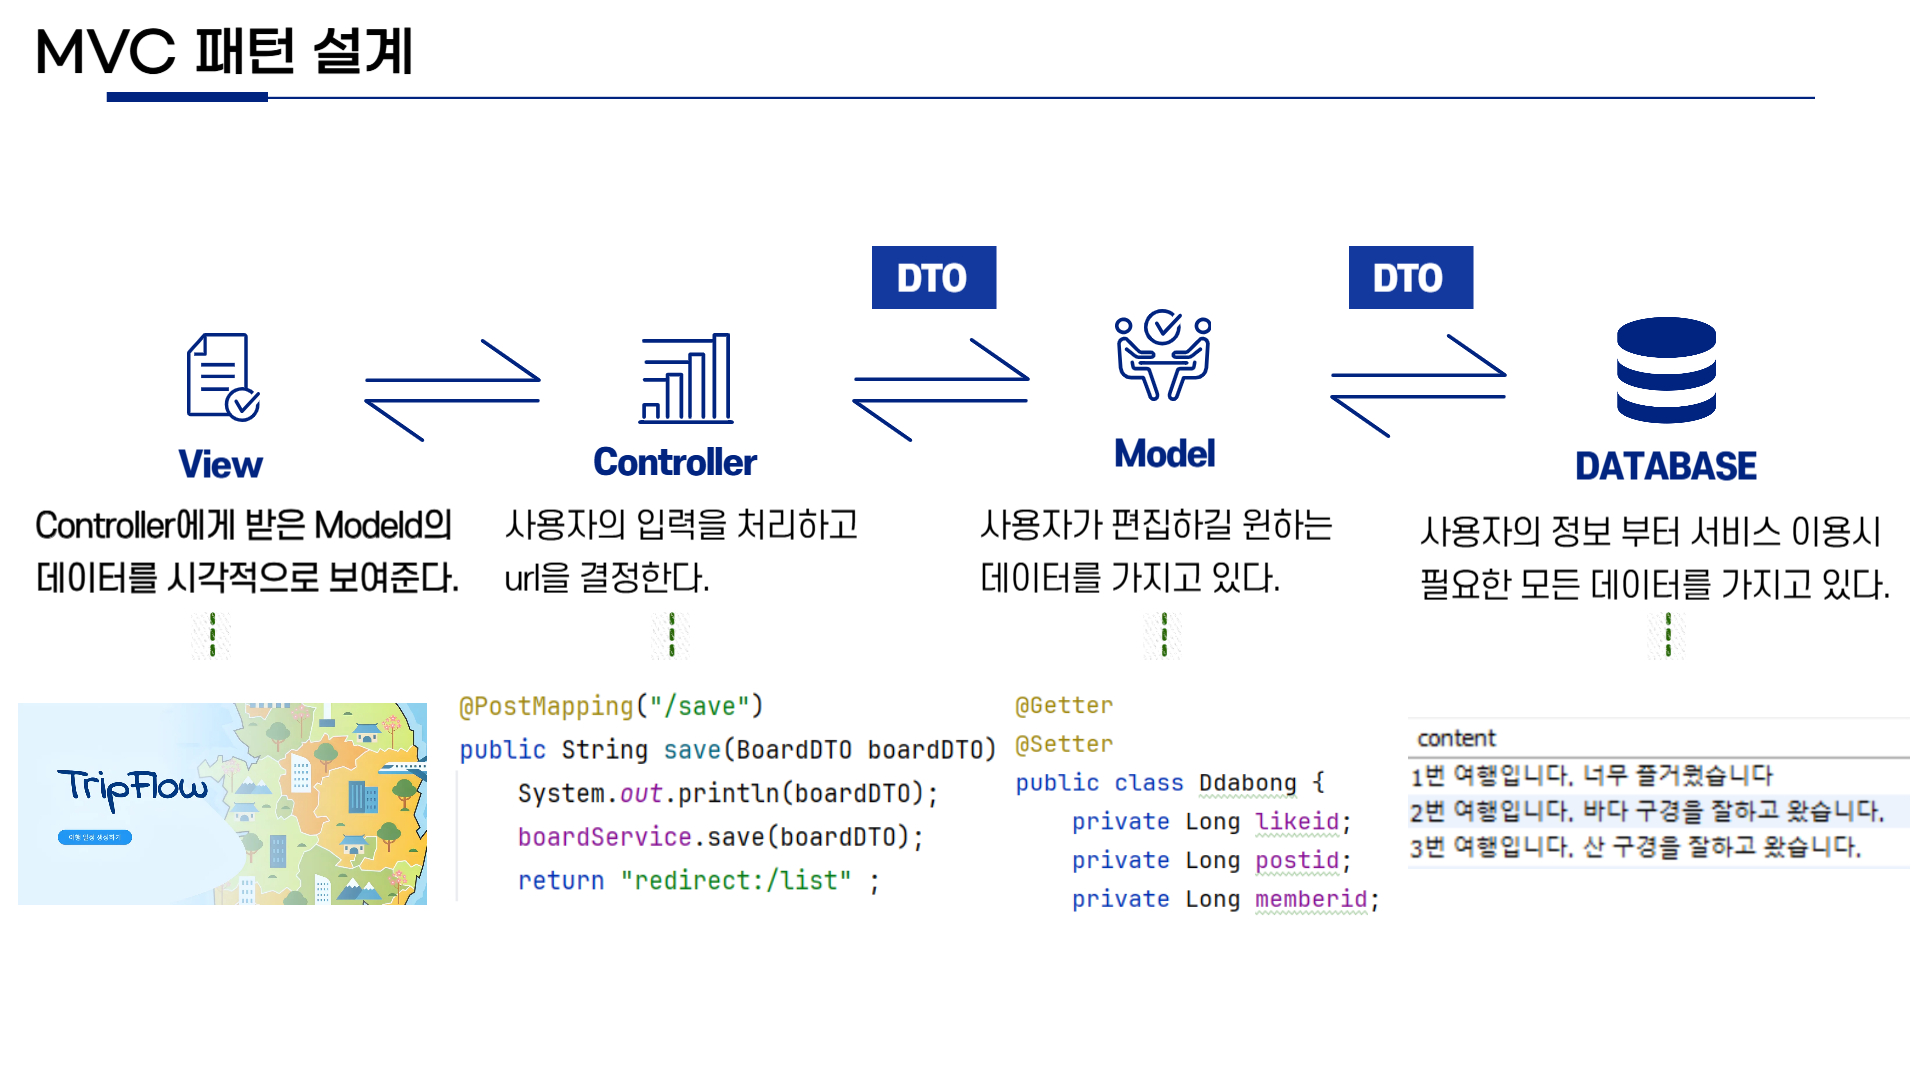 MVC 패턴 설계
DTO
DTO
View
Controller
Model
DATABASE
Controller에게 받은 Modeld의
데이터를 시각적으로 보여준다.
사용자의 입력을 처리하고
url을 결정한다.
사용자가 편집하길 원하는
데이터를 가지고 있다.
사용자의 정보 부터 서비스 이용시
필요한 모든 데이터를 가지고 있다.
TripFlow
여행 일정 생성하기
@PostMapping("/save")
public String save(BoardDTO boardDTO)
System.out.println(boardDTO);
boardService.save(boardDTO);
return "redirect:/list" ;
@Getter
@Setter
public class Ddabong {
private Long likeid;
private Long postid;
private Long memberid;
content
1번 여행입니다. 너무 즐거웠습니다
2번 여행입니다. 바다 구경을 잘하고 왔습니다.
3번 여행입니다. 산 구경을 잘하고 왔습니다.